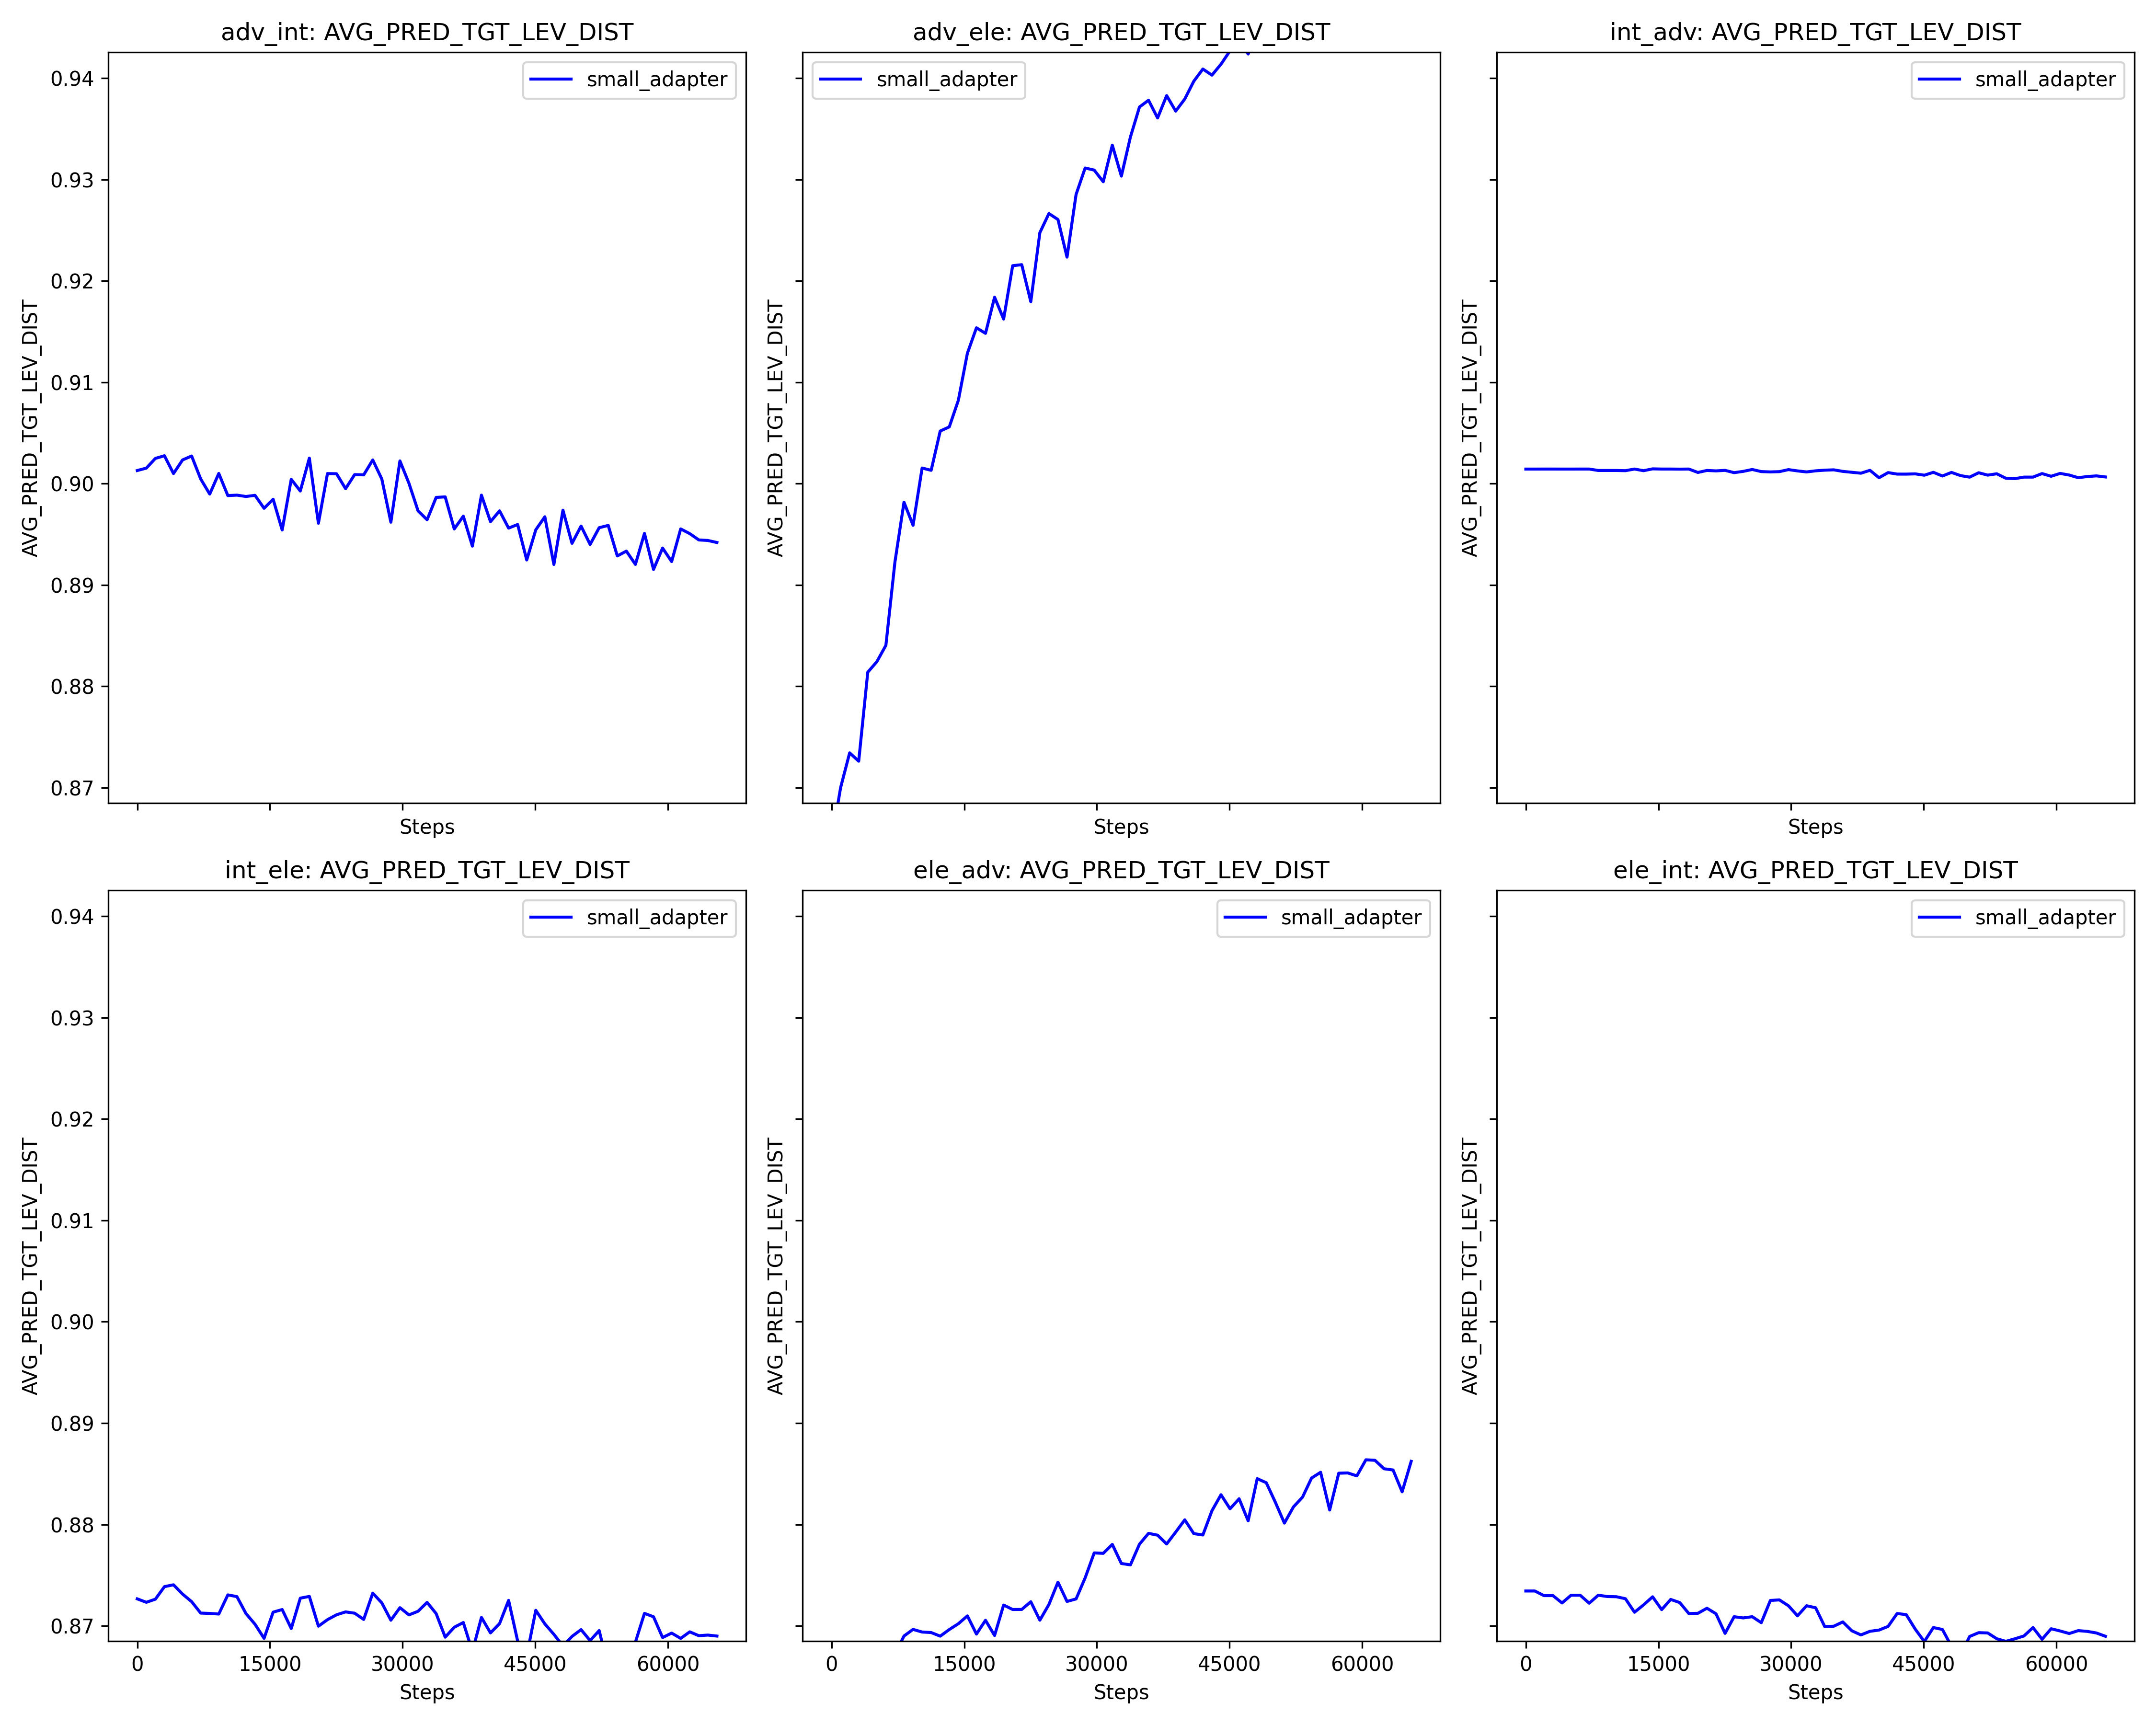 adv_int: AVG_PRED_TGT_LEV_DIST
adv_ele: AVG_PRED_TGT_LEV_DIST
int_adv: AVG_PRED_TGT_LEV_DIST
small_adapter
small_adapter
small_adapter
0.94
0.93
0.92
0.91
0.90
0.89
0.88
0.87
AVG_PRED_TGT_LEV_DIST
AVG_PRED_TGT_LEV_DIST
AVG_PRED_TGT_LEV_DIST
Steps
Steps
Steps
int_ele: AVG_PRED_TGT_LEV_DIST
ele_adv: AVG_PRED_TGT_LEV_DIST
ele_int: AVG_PRED_TGT_LEV_DIST
small_adapter
small_adapter
small_adapter
0.94
0.93
0.92
0.91
0.90
0.89
0.88
0.87
AVG_PRED_TGT_LEV_DIST
AVG_PRED_TGT_LEV_DIST
AVG_PRED_TGT_LEV_DIST
0 15000 30000 45000 60000
0 15000 30000 45000 60000
0 15000 30000 45000 60000
Steps
Steps
Steps